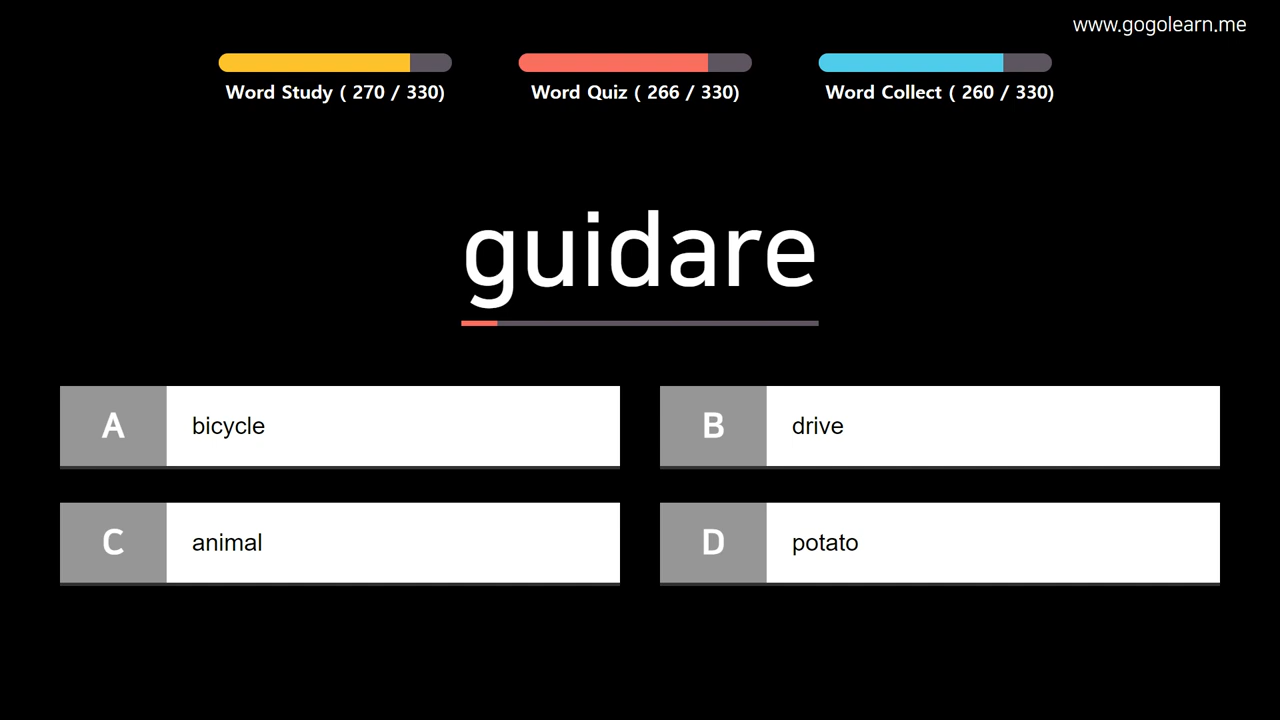 www.gogolearn.me
Word Study ( 270 / 330)
Word Quiz ( 266 / 330)
Word Collect ( 260 / 330)
guidare
A bicycle
B drive
C animal
D potato